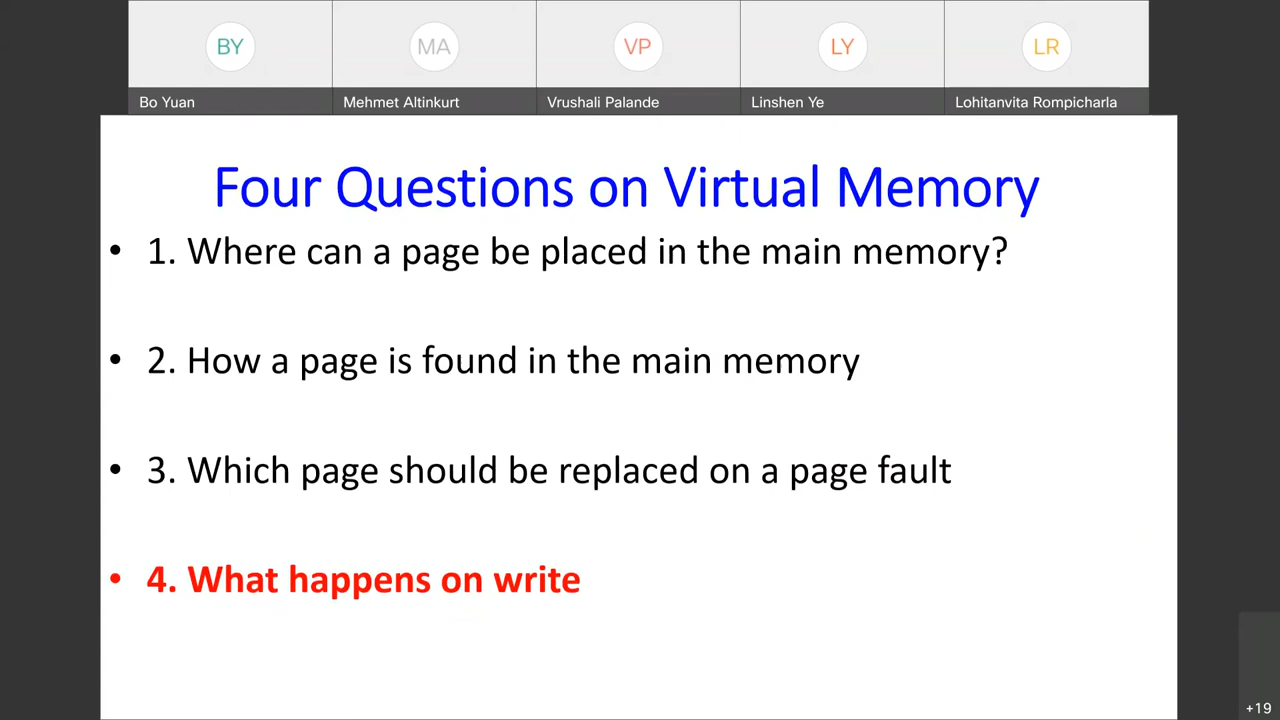 BY
MA
VP
LY
LR
Bo Yuan
Mehmet Altinkurt
Vrushali Palande
Linshen Ye
Lohitanvita Rompicharla
Four Questions on Virtual Memory
• 1. Where can a page be placed in the main memory?
• 2. How a page is found in the main memory
• 3. Which page should be replaced on a page fault
• 4. What happens on write
+19